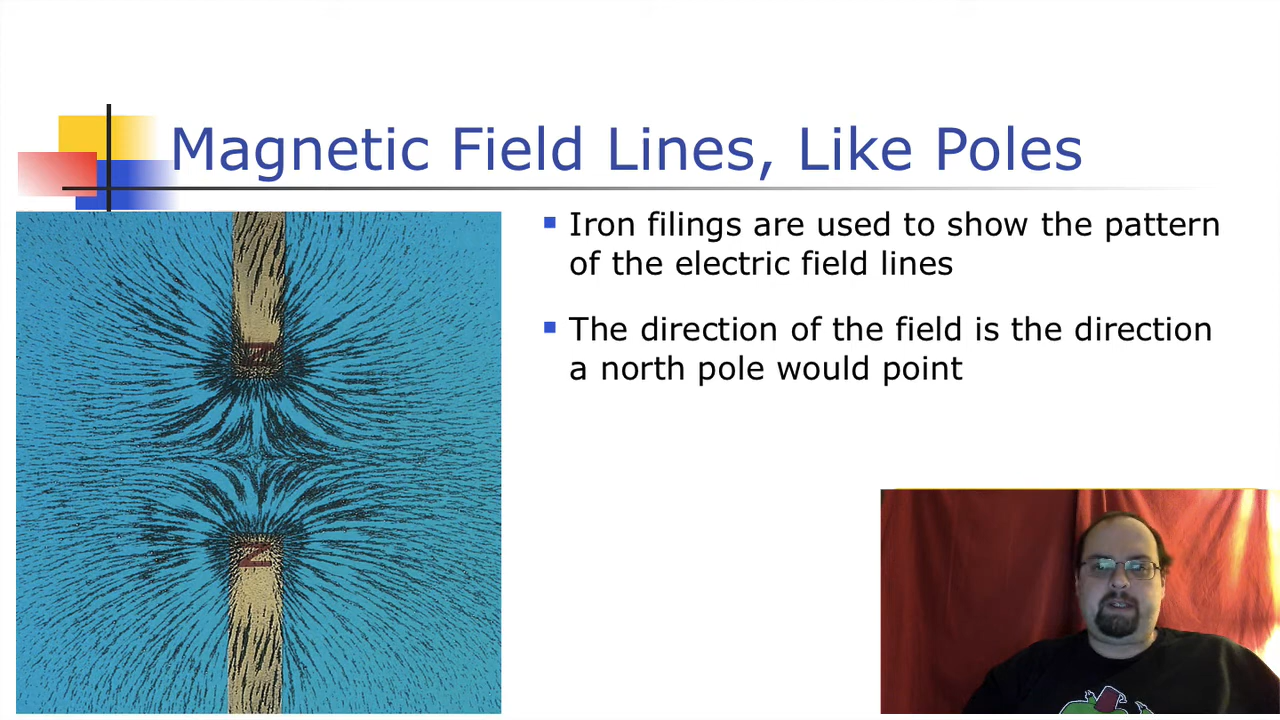 Magnetic Field Lines, Like Poles
Iron filings are used to show the pattern
of the electric field lines
The direction of the field is the direction
a north pole would point
N
N